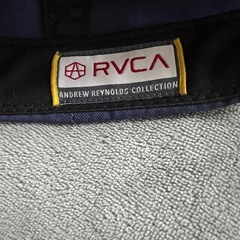 RVCA
ANDREW REYNOLDS COLLECTION